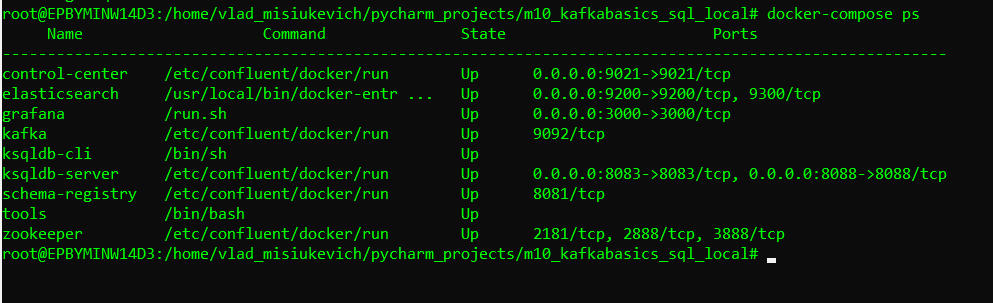 root@EPBYMINW14D3:/home/vlad_misiukevich/pycharm_projects/m10_kafkabasics_sql_local# docker-compose ps
Name Command State Ports
------------------------------------------------------------------------------------------------
control-center /etc/confluent/docker/run Up 0.0.0.0:9021->9021/tcp
elasticsearch /usr/local/bin/docker-entr ... Up 0.0.0.0:9200->9200/tcp, 9300/tcp
grafana /run.sh Up 0.0.0.0:3000->3000/tcp
kafka /etc/confluent/docker/run Up 9092/tcp
ksqldb-cli /bin/sh Up
ksqldb-server /etc/confluent/docker/run Up 0.0.0.0:8083->8083/tcp, 0.0.0.0:8088->8088/tcp
schema-registry /etc/confluent/docker/run Up 8081/tcp
tools /bin/bash Up
zookeeper /etc/confluent/docker/run Up 2181/tcp, 2888/tcp, 3888/tcp
root@EPBYMINW14D3:/home/vlad_misiukevich/pycharm_projects/m10_kafkabasics_sql_local#